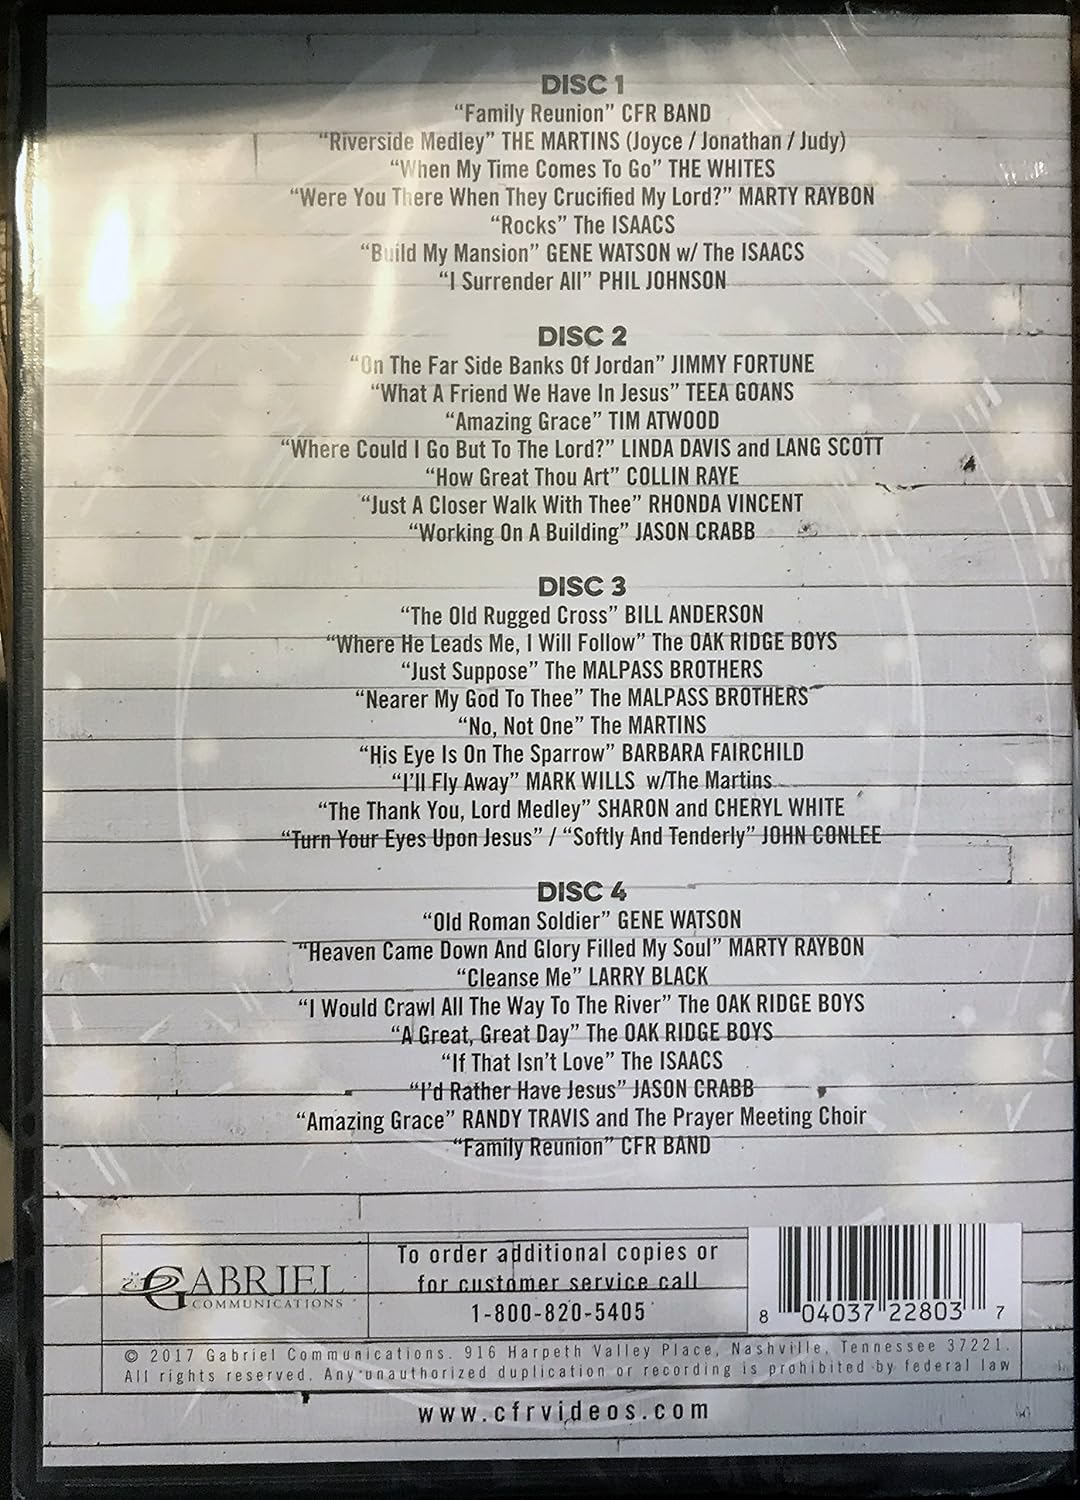 DISC 1
“Family Reunion” CFR BAND
“Riverside Medley” THE MARTINS (Joyce / Jonathan / Judy)
“When My Time Comes To Go” THE WHITES
“Were You There When They Crucified My Lord?” MARTY RAYBON
“Rocks” The ISAACS
“Build My Mansion” GENE WATSON w/ The ISAACS
“I Surrender All” PHIL JOHNSON
DISC 2
“On The Far Side Banks Of Jordan” JIMMY FORTUNE
“What A Friend We Have In Jesus” TEEA GOANS
“Amazing Grace” TIM ATWOOD
“Where Could I Go But To The Lord?” LINDA DAVIS and LANG SCOTT
“How Great Thou Art” COLLIN RAYE
“Just A Closer Walk With Thee” RHONDA VINCENT
“Working On A Building” JASON CRABB
DISC 3
“The Old Rugged Cross” BILL ANDERSON
“Where He Leads Me, I Will Follow” The OAK RIDGE BOYS
“Just Suppose” The MALPASS BROTHERS
“Nearer My God To Thee” The MALPASS BROTHERS
“No, Not One” The MARTINS
“His Eye Is On The Sparrow” BARBARA FAIRCHILD
“I’ll Fly Away” MARK WILLS w/The Martins
“The Thank You, Lord Medley” SHARON and CHERYL WHITE
“Turn Your Eyes Upon Jesus” / “Softly And Tenderly” JOHN CONLEE
DISC 4
“Old Roman Soldier” GENE WATSON
“Heaven Came Down And Glory Filled My Soul” MARTY RAYBON
“Cleanse Me” LARRY BLACK
“I Would Crawl All The Way To The River” The OAK RIDGE BOYS
“A Great, Great Day” The OAK RIDGE BOYS
“If That Isn’t Love” The ISAACS
“I’d Rather Have Jesus” JASON CRABB
“Amazing Grace” RANDY TRAVIS and The Prayer Meeting Choir
“Family Reunion” CFR BAND
GABRIEL
COMMUNICATIONS
To order additional copies or
for customer service call
1-800-820-5405
8 04037 22803 7
© 2017 Gabriel Communications. 916 Harpeth Valley Place, Nashville, Tennessee 37221.
All rights reserved. Any unauthorized duplication or recording is prohibited by federal law
www.cfrvideos.com